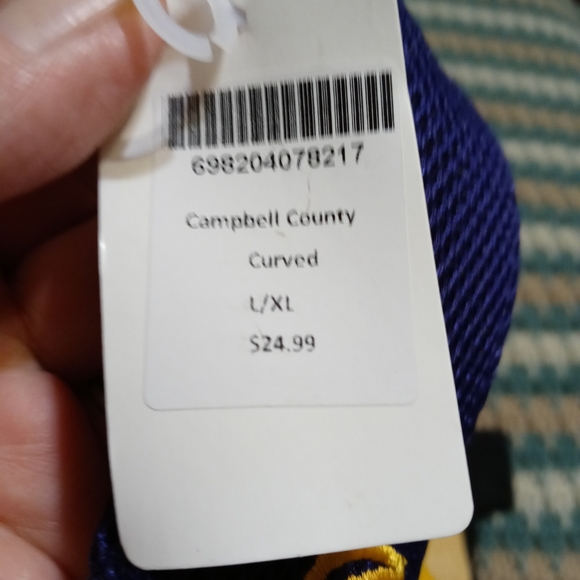 698204078217
Campbell County
Curved
L/XL
$24.99